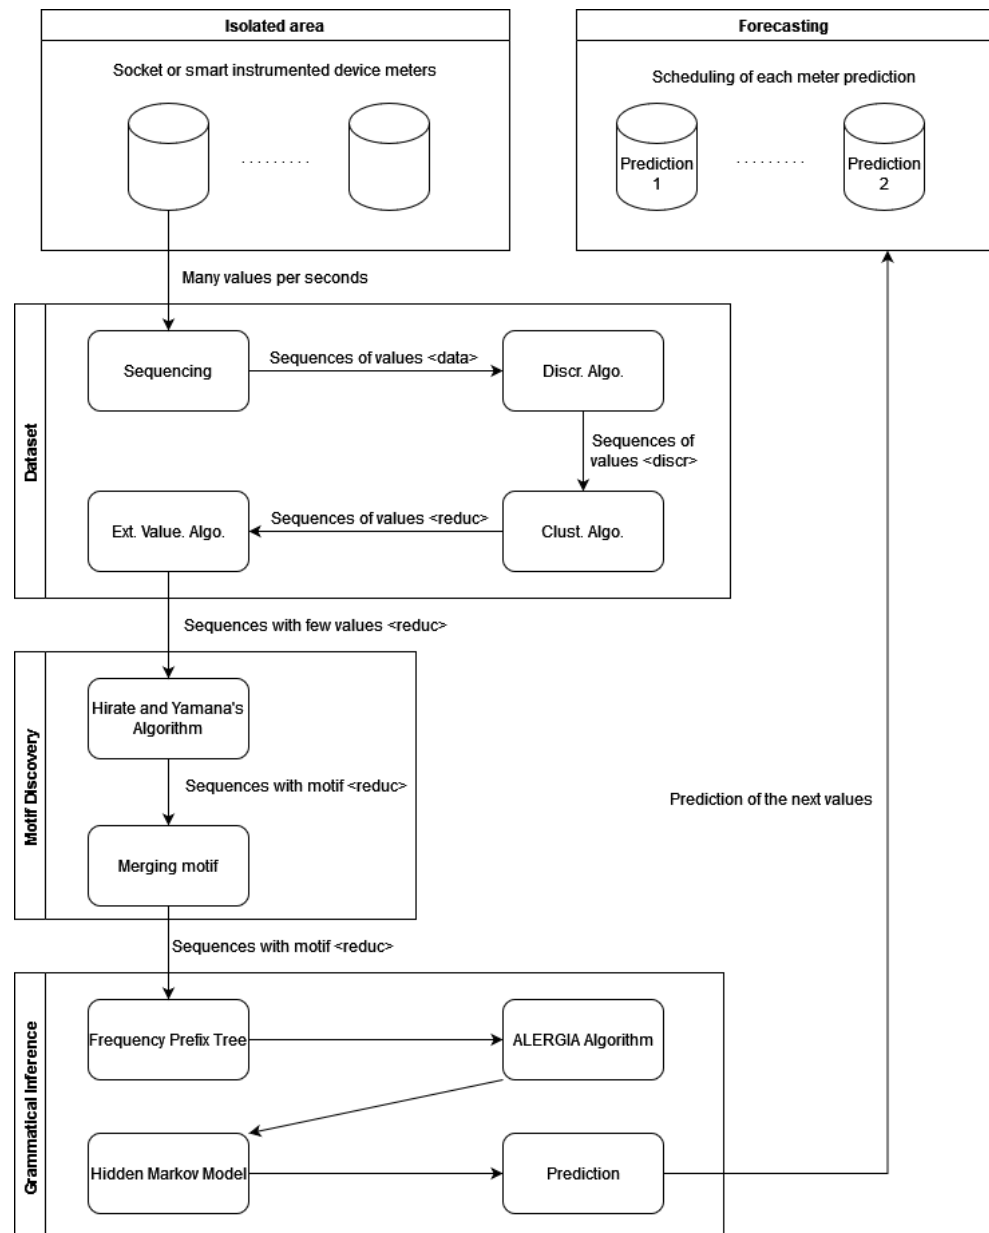 Isolated area
Socket or smart instrumented device meters
. . . . . . . . .
Forecasting
Scheduling of each meter prediction
Prediction
1
. . . . . . . . .
Prediction
2
Many values per seconds
Dataset
Sequencing
Sequences of values <data>
Discr. Algo.
Sequences of
values <discr>
Ext. Value. Algo.
Sequences of values <reduc>
Clust. Algo.
Sequences with few values <reduc>
Motif Discovery
Hirate and Yamana's
Algorithm
Sequences with motif <reduc>
Merging motif
Prediction of the next values
Sequences with motif <reduc>
Grammatical Inference
Frequency Prefix Tree
ALERGIA Algorithm
Hidden Markov Model
Prediction